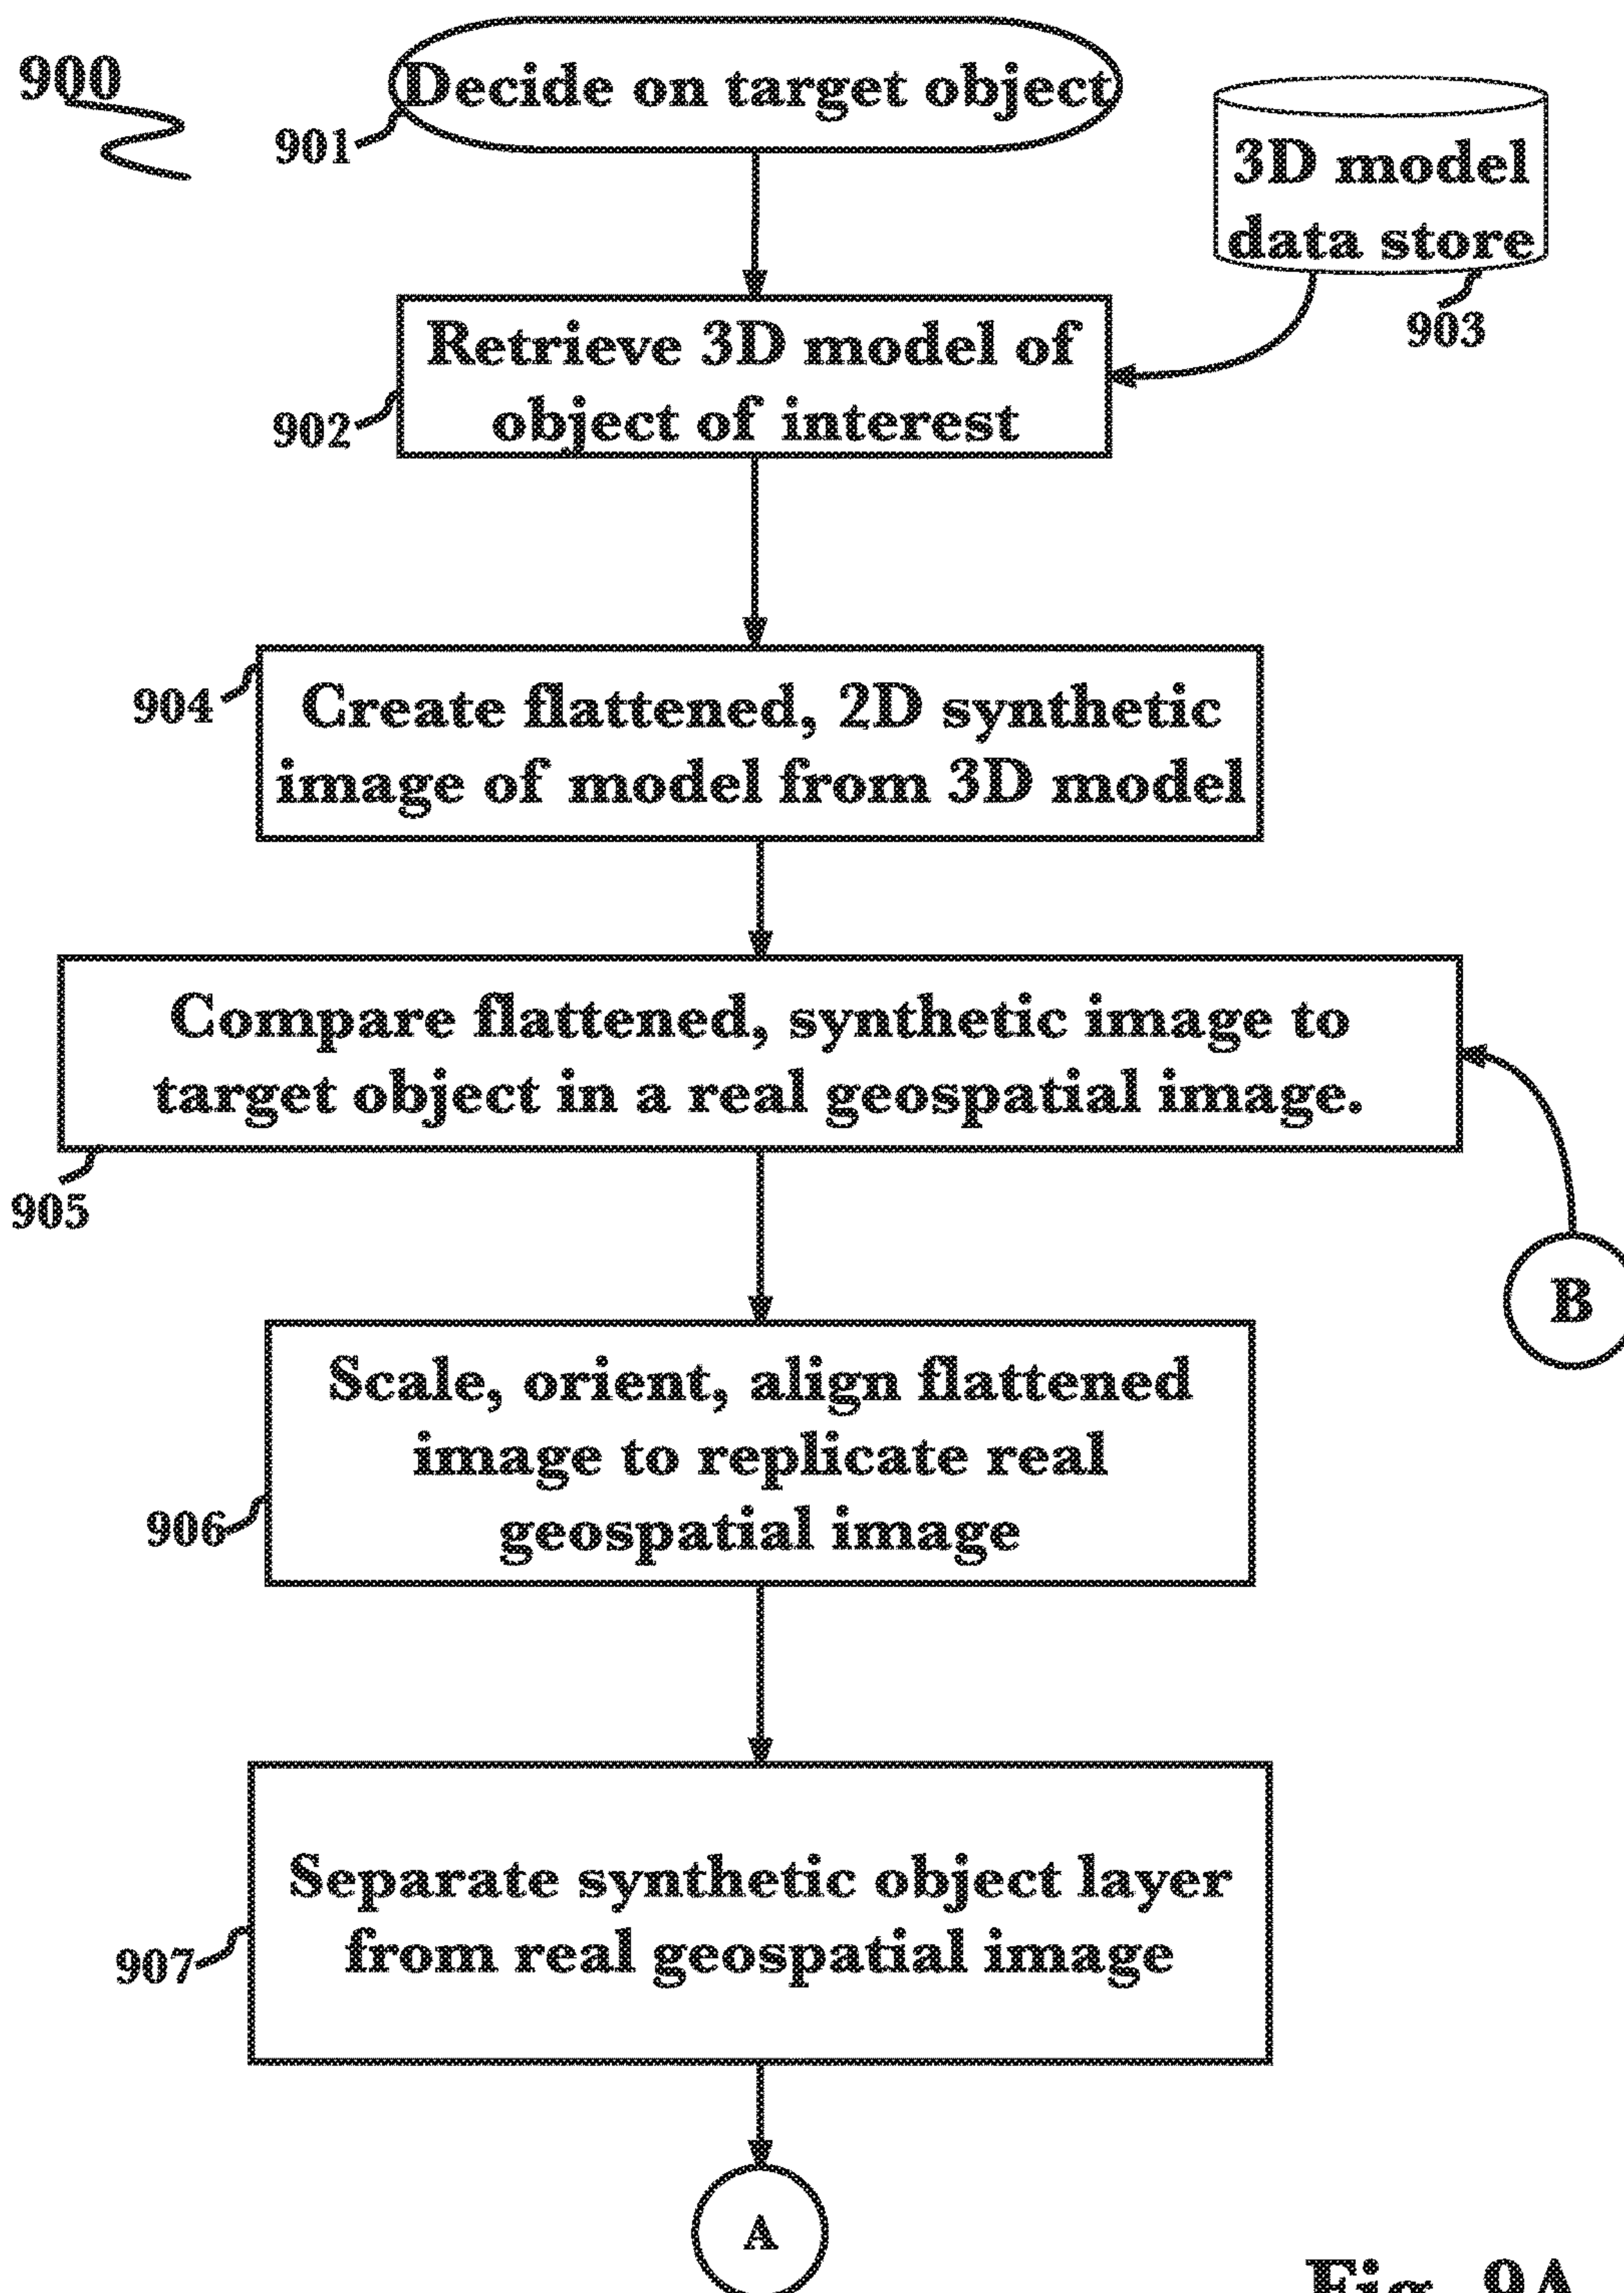 900
Decide on target object
901
3D model
data store
903
Retrieve 3D model of
object of interest
902
904
Create flattened, 2D synthetic
image of model from 3D model
Compare flattened, synthetic image to
target object in a real geospatial image.
905
B
Scale, orient, align flattened
image to replicate real
geospatial image
906
Separate synthetic object layer
from real geospatial image
907
A
Fig. 9A